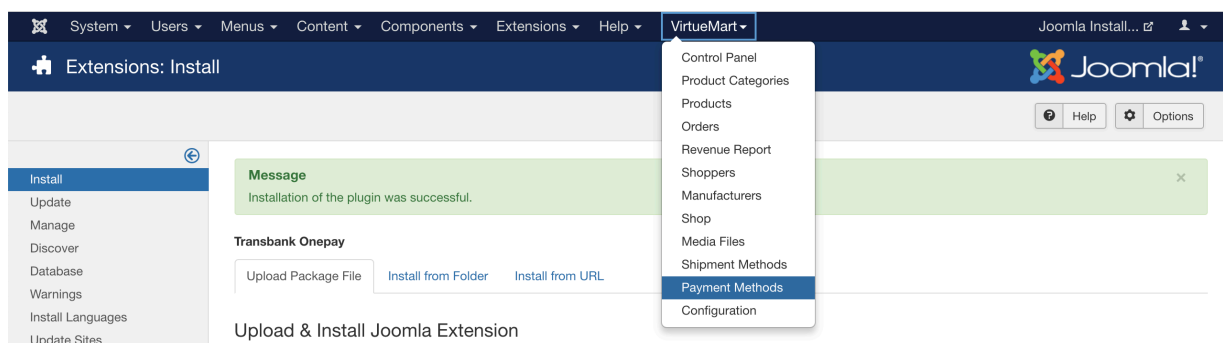 System Users Menus Content Components Extensions Help VirtueMart Joomla Install...
Extensions: Install
Joomla!®
Help Options
Control Panel
Product Categories
Products
Orders
Revenue Report
Shoppers
Manufacturers
Shop
Media Files
Shipment Methods
Payment Methods
Configuration
Install
Update
Manage
Discover
Database
Warnings
Install Languages
Update Sites
Message
Installation of the plugin was successful.
Transbank Onepay
Upload Package File Install from Folder Install from URL
Upload & Install Joomla Extension